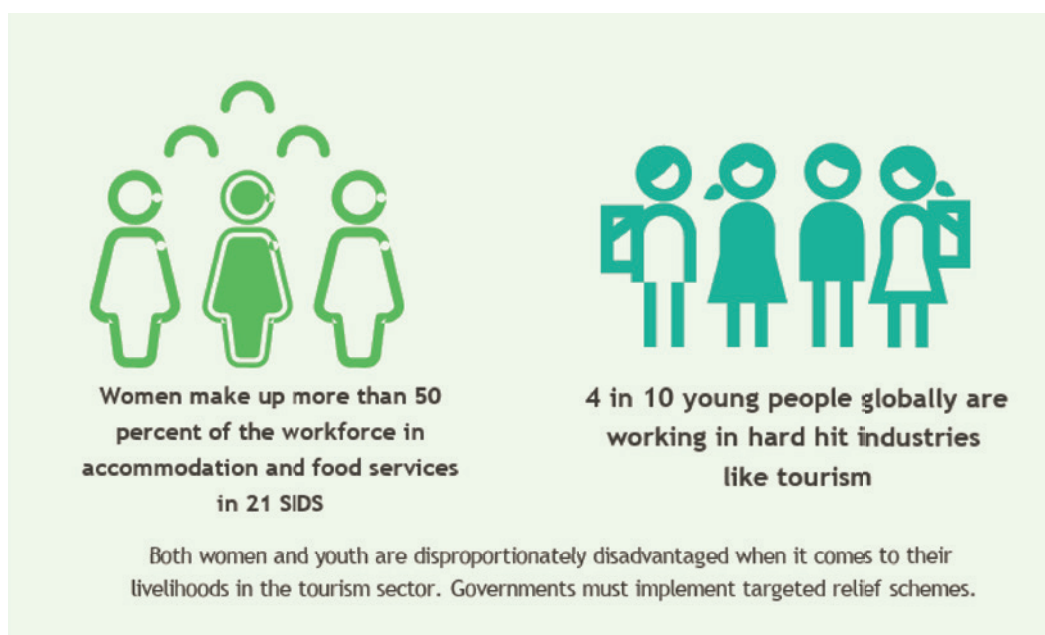 Women make up more than 50
percent of the workforce in
accommodation and food services
in 21 SIDS
4 in 10 young people globally are
working in hard hit industries
like tourism
Both women and youth are disproportionately disadvantaged when it comes to their
livelihoods in the tourism sector. Governments must implement targeted relief schemes.